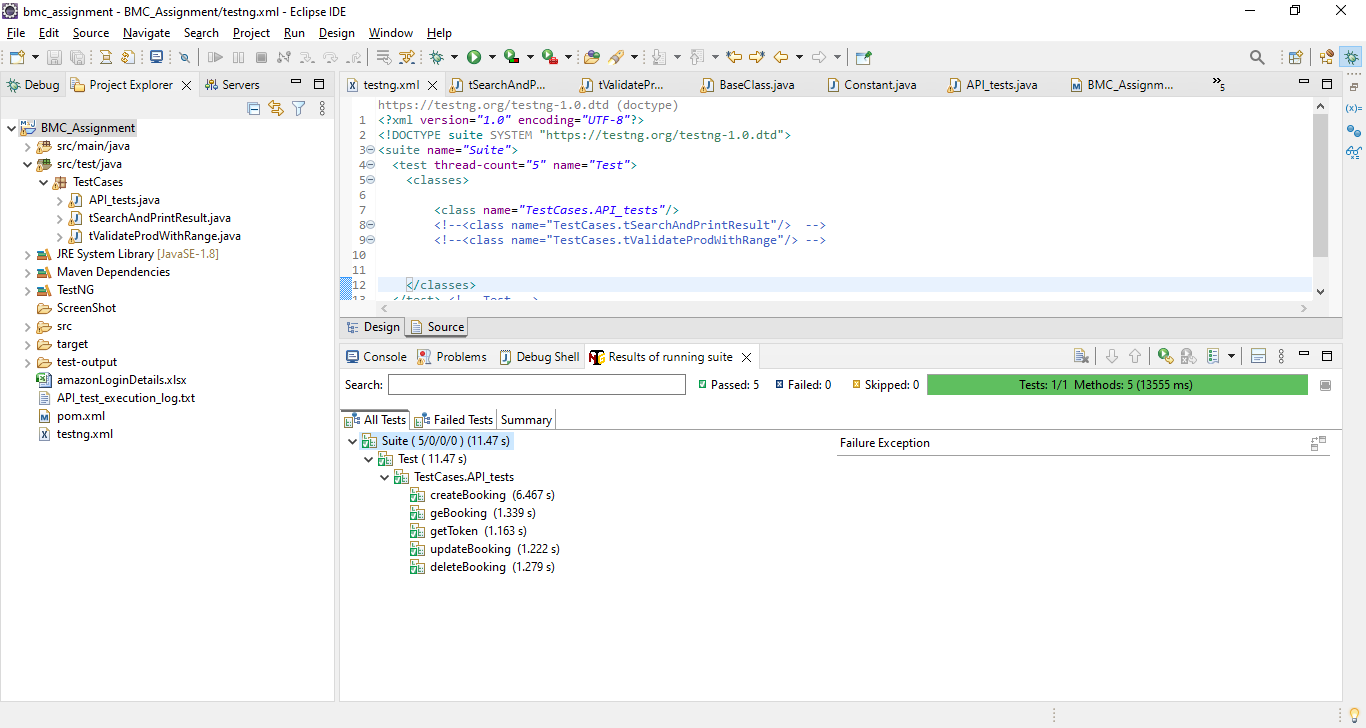 bmc_assignment - BMC_Assignment/testng.xml - Eclipse IDE
File Edit Source Navigate Search Project Run Design Window Help
Debug Project Explorer Servers
BMC_Assignment
src/main/java
src/test/java
TestCases
API_tests.java
tSearchAndPrintResult.java
tValidateProdWithRange.java
JRE System Library [JavaSE-1.8]
Maven Dependencies
TestNG
ScreenShot
src
target
test-output
amazonLoginDetails.xlsx
API_test_execution_log.txt
pom.xml
testng.xml
testng.xml tSearchAndP... tValidatePr... BaseClass.java Constant.java API_tests.java BMC_Assignm... »5
https://testng.org/testng-1.0.dtd (doctype)
1 <?xml version="1.0" encoding="UTF-8"?>
2 <!DOCTYPE suite SYSTEM "https://testng.org/testng-1.0.dtd">
3 <suite name="Suite">
4 <test thread-count="5" name="Test">
5 <classes>
6
7 <class name="TestCases.API_tests"/>
8 <!--<class name="TestCases.tSearchAndPrintResult"/> -->
9 <!--<class name="TestCases.tValidateProdWithRange"/> -->
10
11
12 </classes>
13 </test> <!-- Test -->
Design Source
Console Problems Debug Shell Results of running suite
Search: Passed: 5 Failed: 0 Skipped: 0 Tests: 1/1 Methods: 5 (13555 ms)
All Tests Failed Tests Summary
Suite ( 5/0/0/0 ) (11.47 s)
Test ( 11.47 s)
TestCases.API_tests
createBooking (6.467 s)
geBooking (1.339 s)
getToken (1.163 s)
updateBooking (1.222 s)
deleteBooking (1.279 s)
Failure Exception